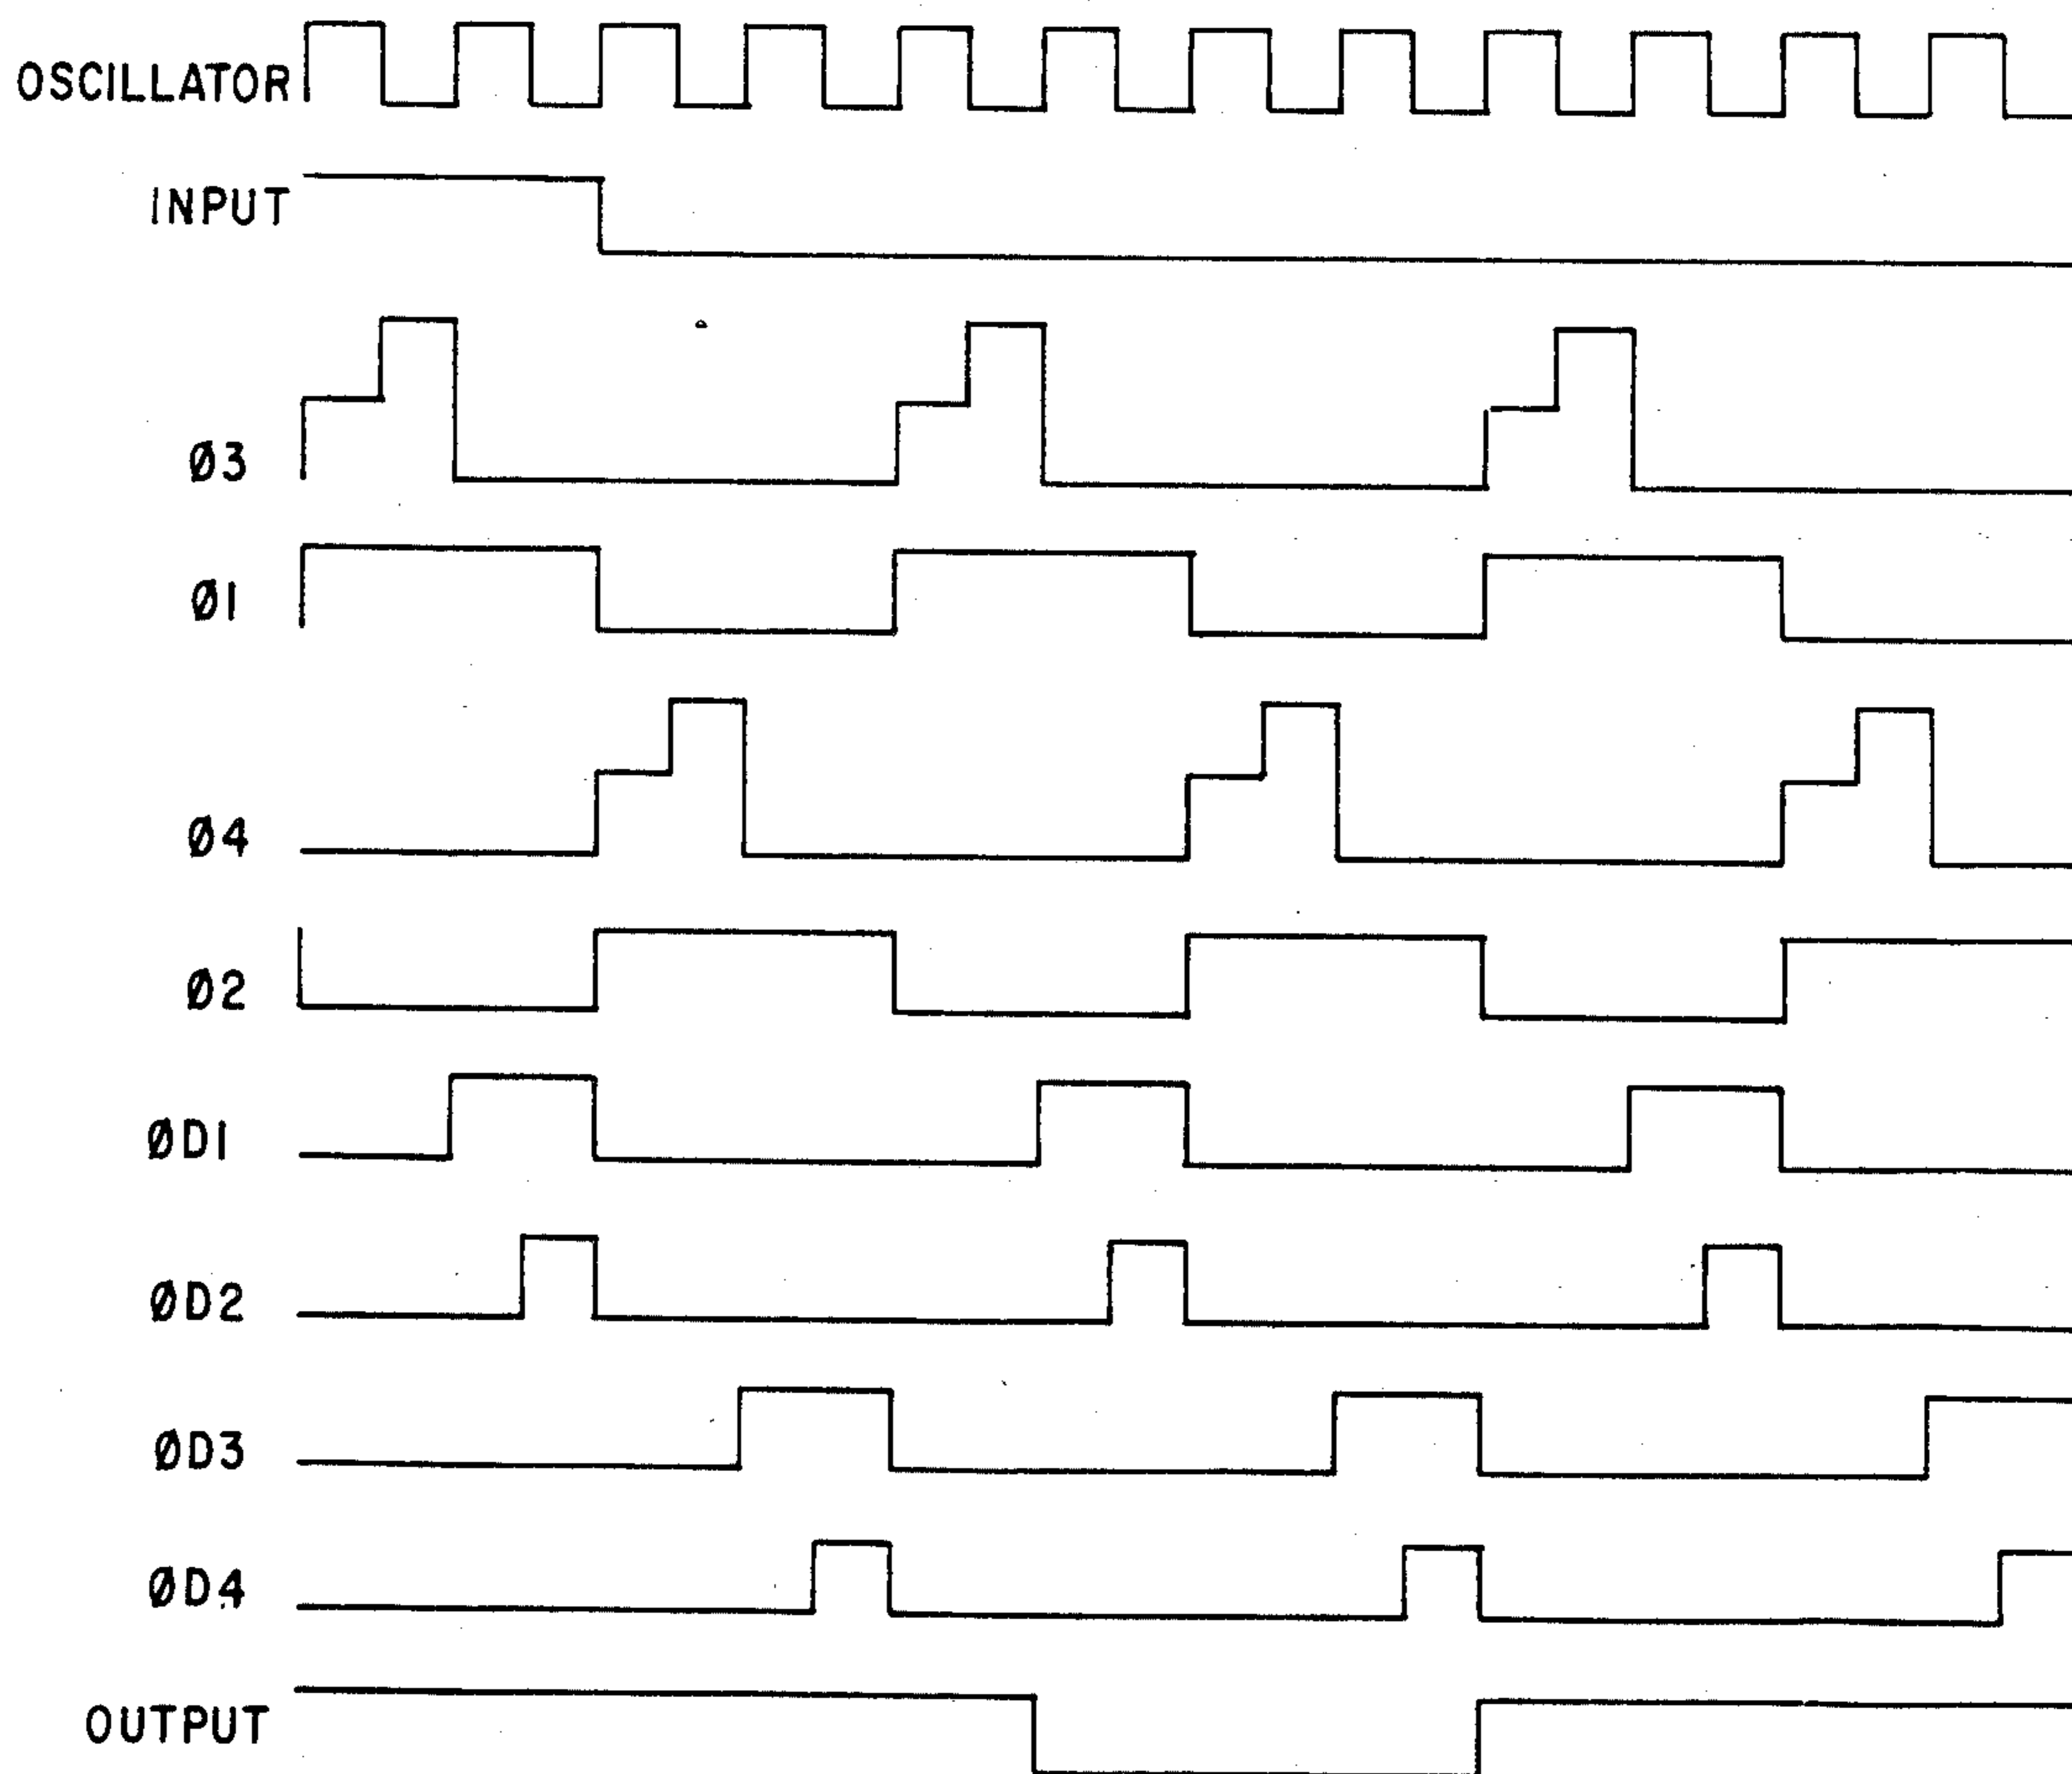 OSCILLATOR
INPUT
Ø3
Ø1
Ø4
Ø2
ØD1
ØD2
ØD3
ØD4
OUTPUT